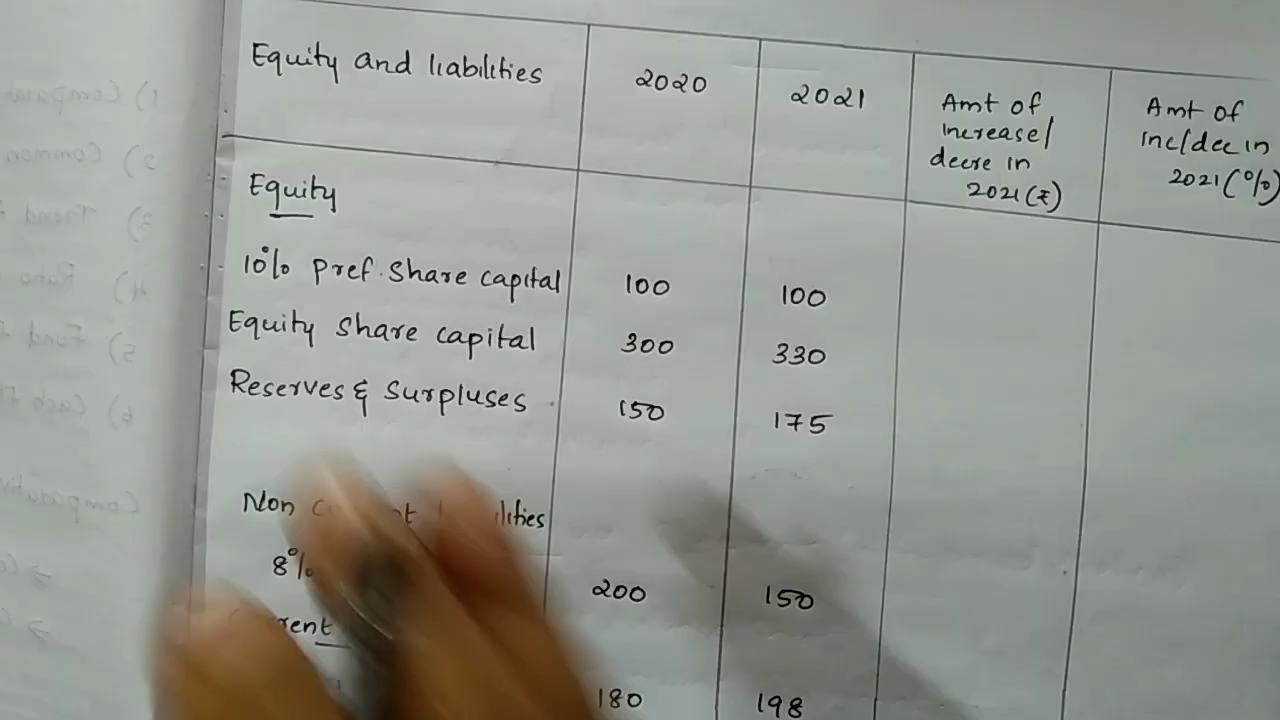 Equity and liabilities 2020 2021 Amt of increase/ decre in 2021(₹) Amt of inc/dec in 2021(%)
Equity
10% Pref. Share capital 100 100
Equity share capital 300 330
Reserves & Surpluses 150 175
Non
8% 200 150
180 198